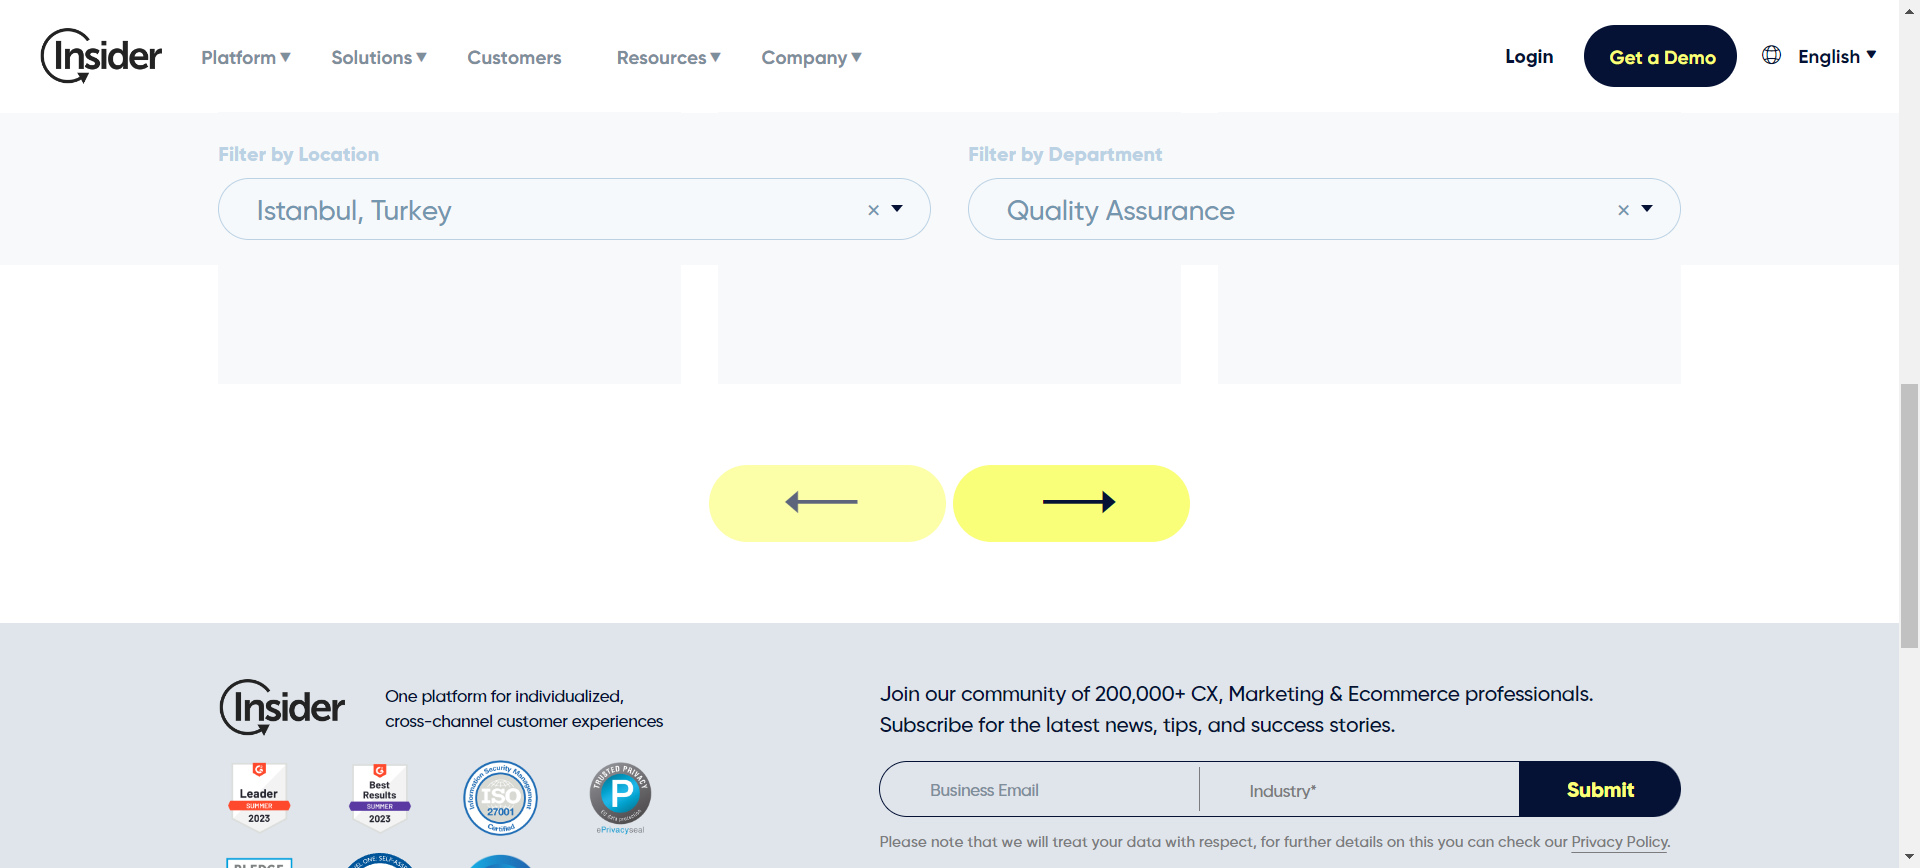 Insider
Platform ▼ Solutions ▼ Customers Resources ▼ Company ▼
Login Get a Demo English ▼
Filter by Location
Istanbul, Turkey ×
Filter by Department
Quality Assurance ×
Insider
One platform for individualized,
cross-channel customer experiences
Leader
SUMMER
2023
Best
Results
SUMMER
2023
Information Security Management
ISO
27001
Certified
TRUSTED PRIVACY
P
ePrivacyseal
Join our community of 200,000+ CX, Marketing & Ecommerce professionals.
Subscribe for the latest news, tips, and success stories.
Business Email Industry* Submit
Please note that we will treat your data with respect, for further details on this you can check our Privacy Policy.